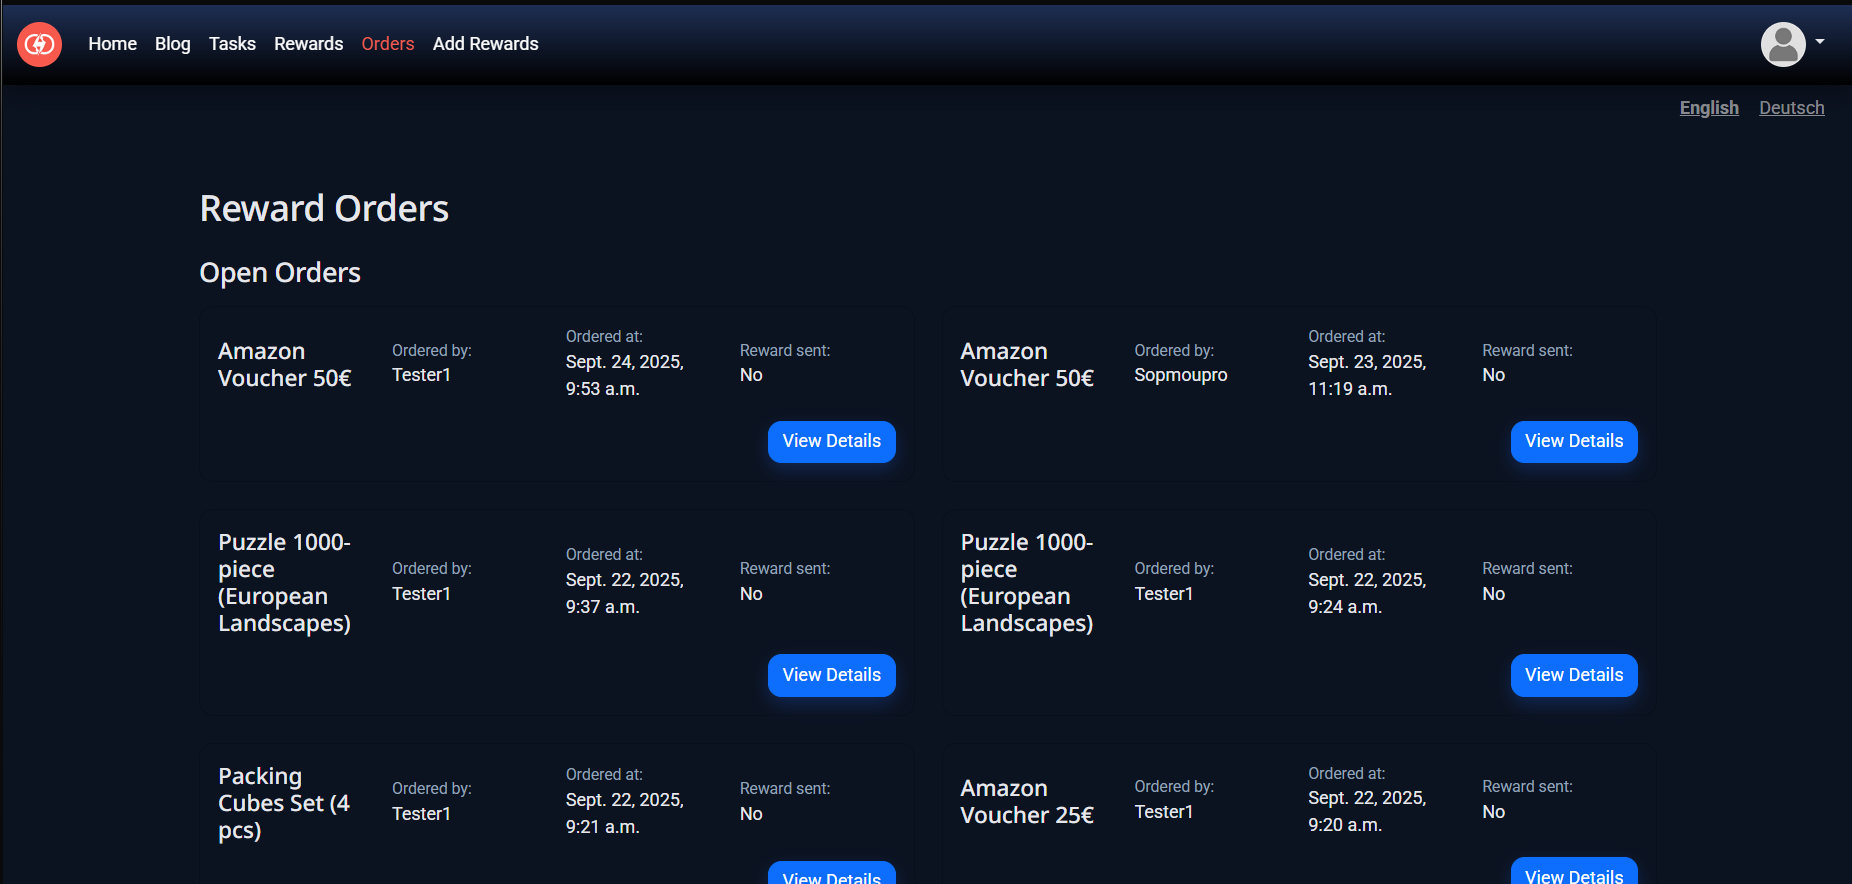 Home Blog Tasks Rewards Orders Add Rewards
English Deutsch
Reward Orders
Open Orders
Amazon
Voucher 50€
Ordered by:
Tester1
Ordered at:
Sept. 24, 2025,
9:53 a.m.
Reward sent:
No
View Details
Amazon
Voucher 50€
Ordered by:
Sopmoupro
Ordered at:
Sept. 23, 2025,
11:19 a.m.
Reward sent:
No
View Details
Puzzle 1000-
piece
(European
Landscapes)
Ordered by:
Tester1
Ordered at:
Sept. 22, 2025,
9:37 a.m.
Reward sent:
No
View Details
Puzzle 1000-
piece
(European
Landscapes)
Ordered by:
Tester1
Ordered at:
Sept. 22, 2025,
9:24 a.m.
Reward sent:
No
View Details
Packing
Cubes Set (4
pcs)
Ordered by:
Tester1
Ordered at:
Sept. 22, 2025,
9:21 a.m.
Reward sent:
No
View Details
Amazon
Voucher 25€
Ordered by:
Tester1
Ordered at:
Sept. 22, 2025,
9:20 a.m.
Reward sent:
No
View Details